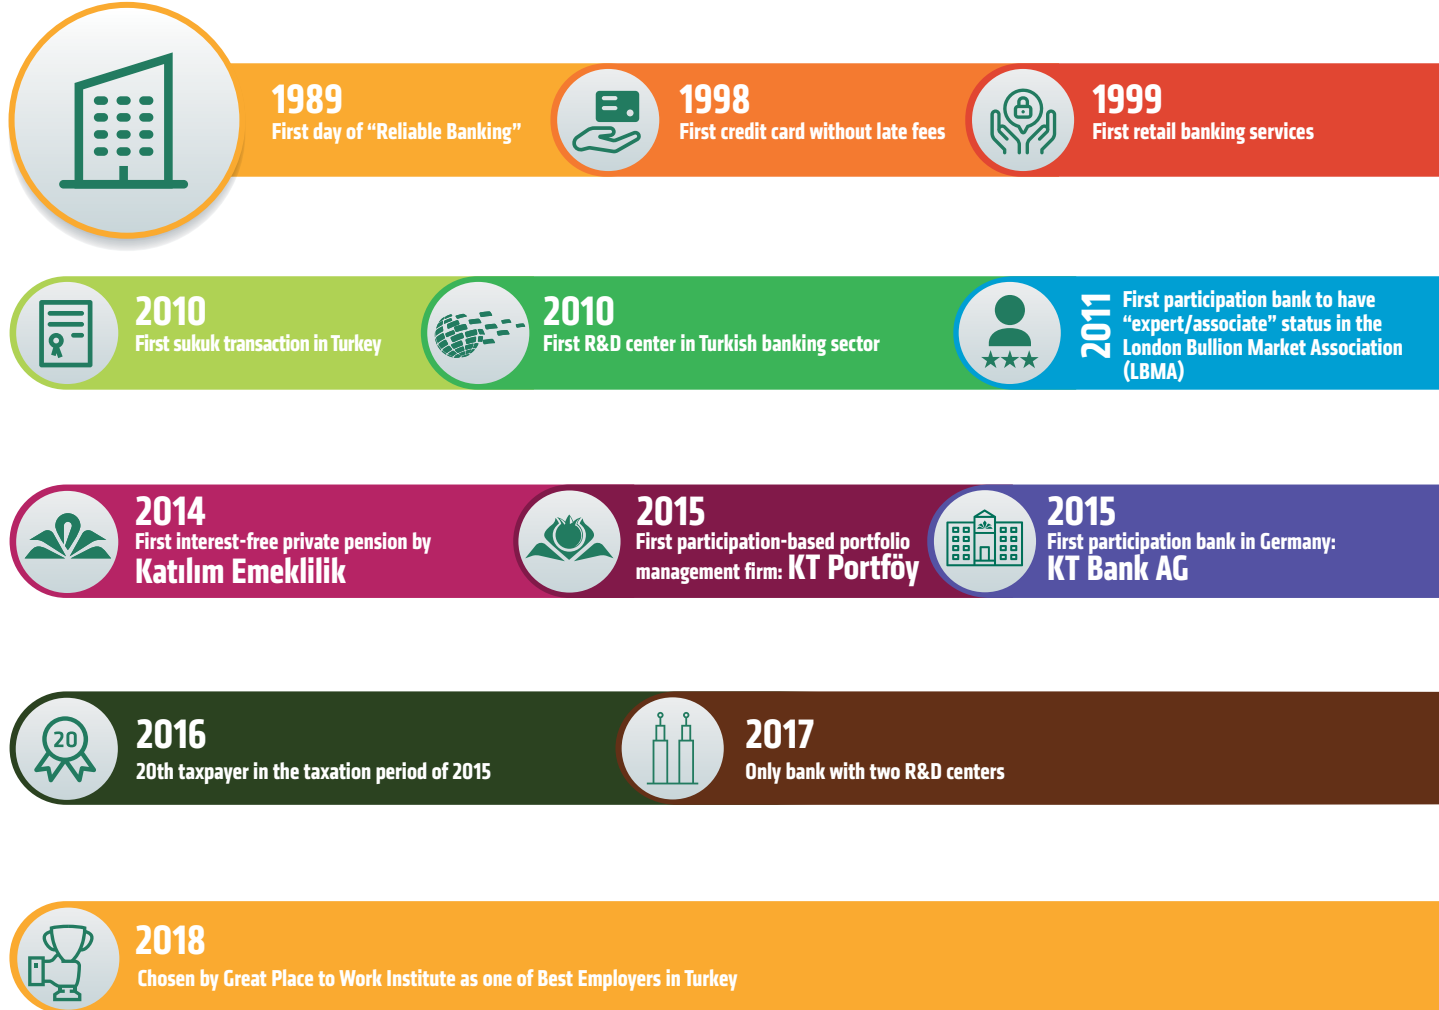 1989
First day of “Reliable Banking”
1998
First credit card without late fees
1999
First retail banking services
2010
First sukuk transaction in Turkey
2010
First R&D center in Turkish banking sector
2011
First participation bank to have
“expert/associate” status in the
London Bullion Market Association
(LBMA)
2014
First interest-free private pension by
Katılım Emeklilik
2015
First participation-based portfolio
management firm: KT Portföy
2015
First participation bank in Germany:
KT Bank AG
20
2016
20th taxpayer in the taxation period of 2015
2017
Only bank with two R&D centers
2018
Chosen by Great Place to Work Institute as one of Best Employers in Turkey